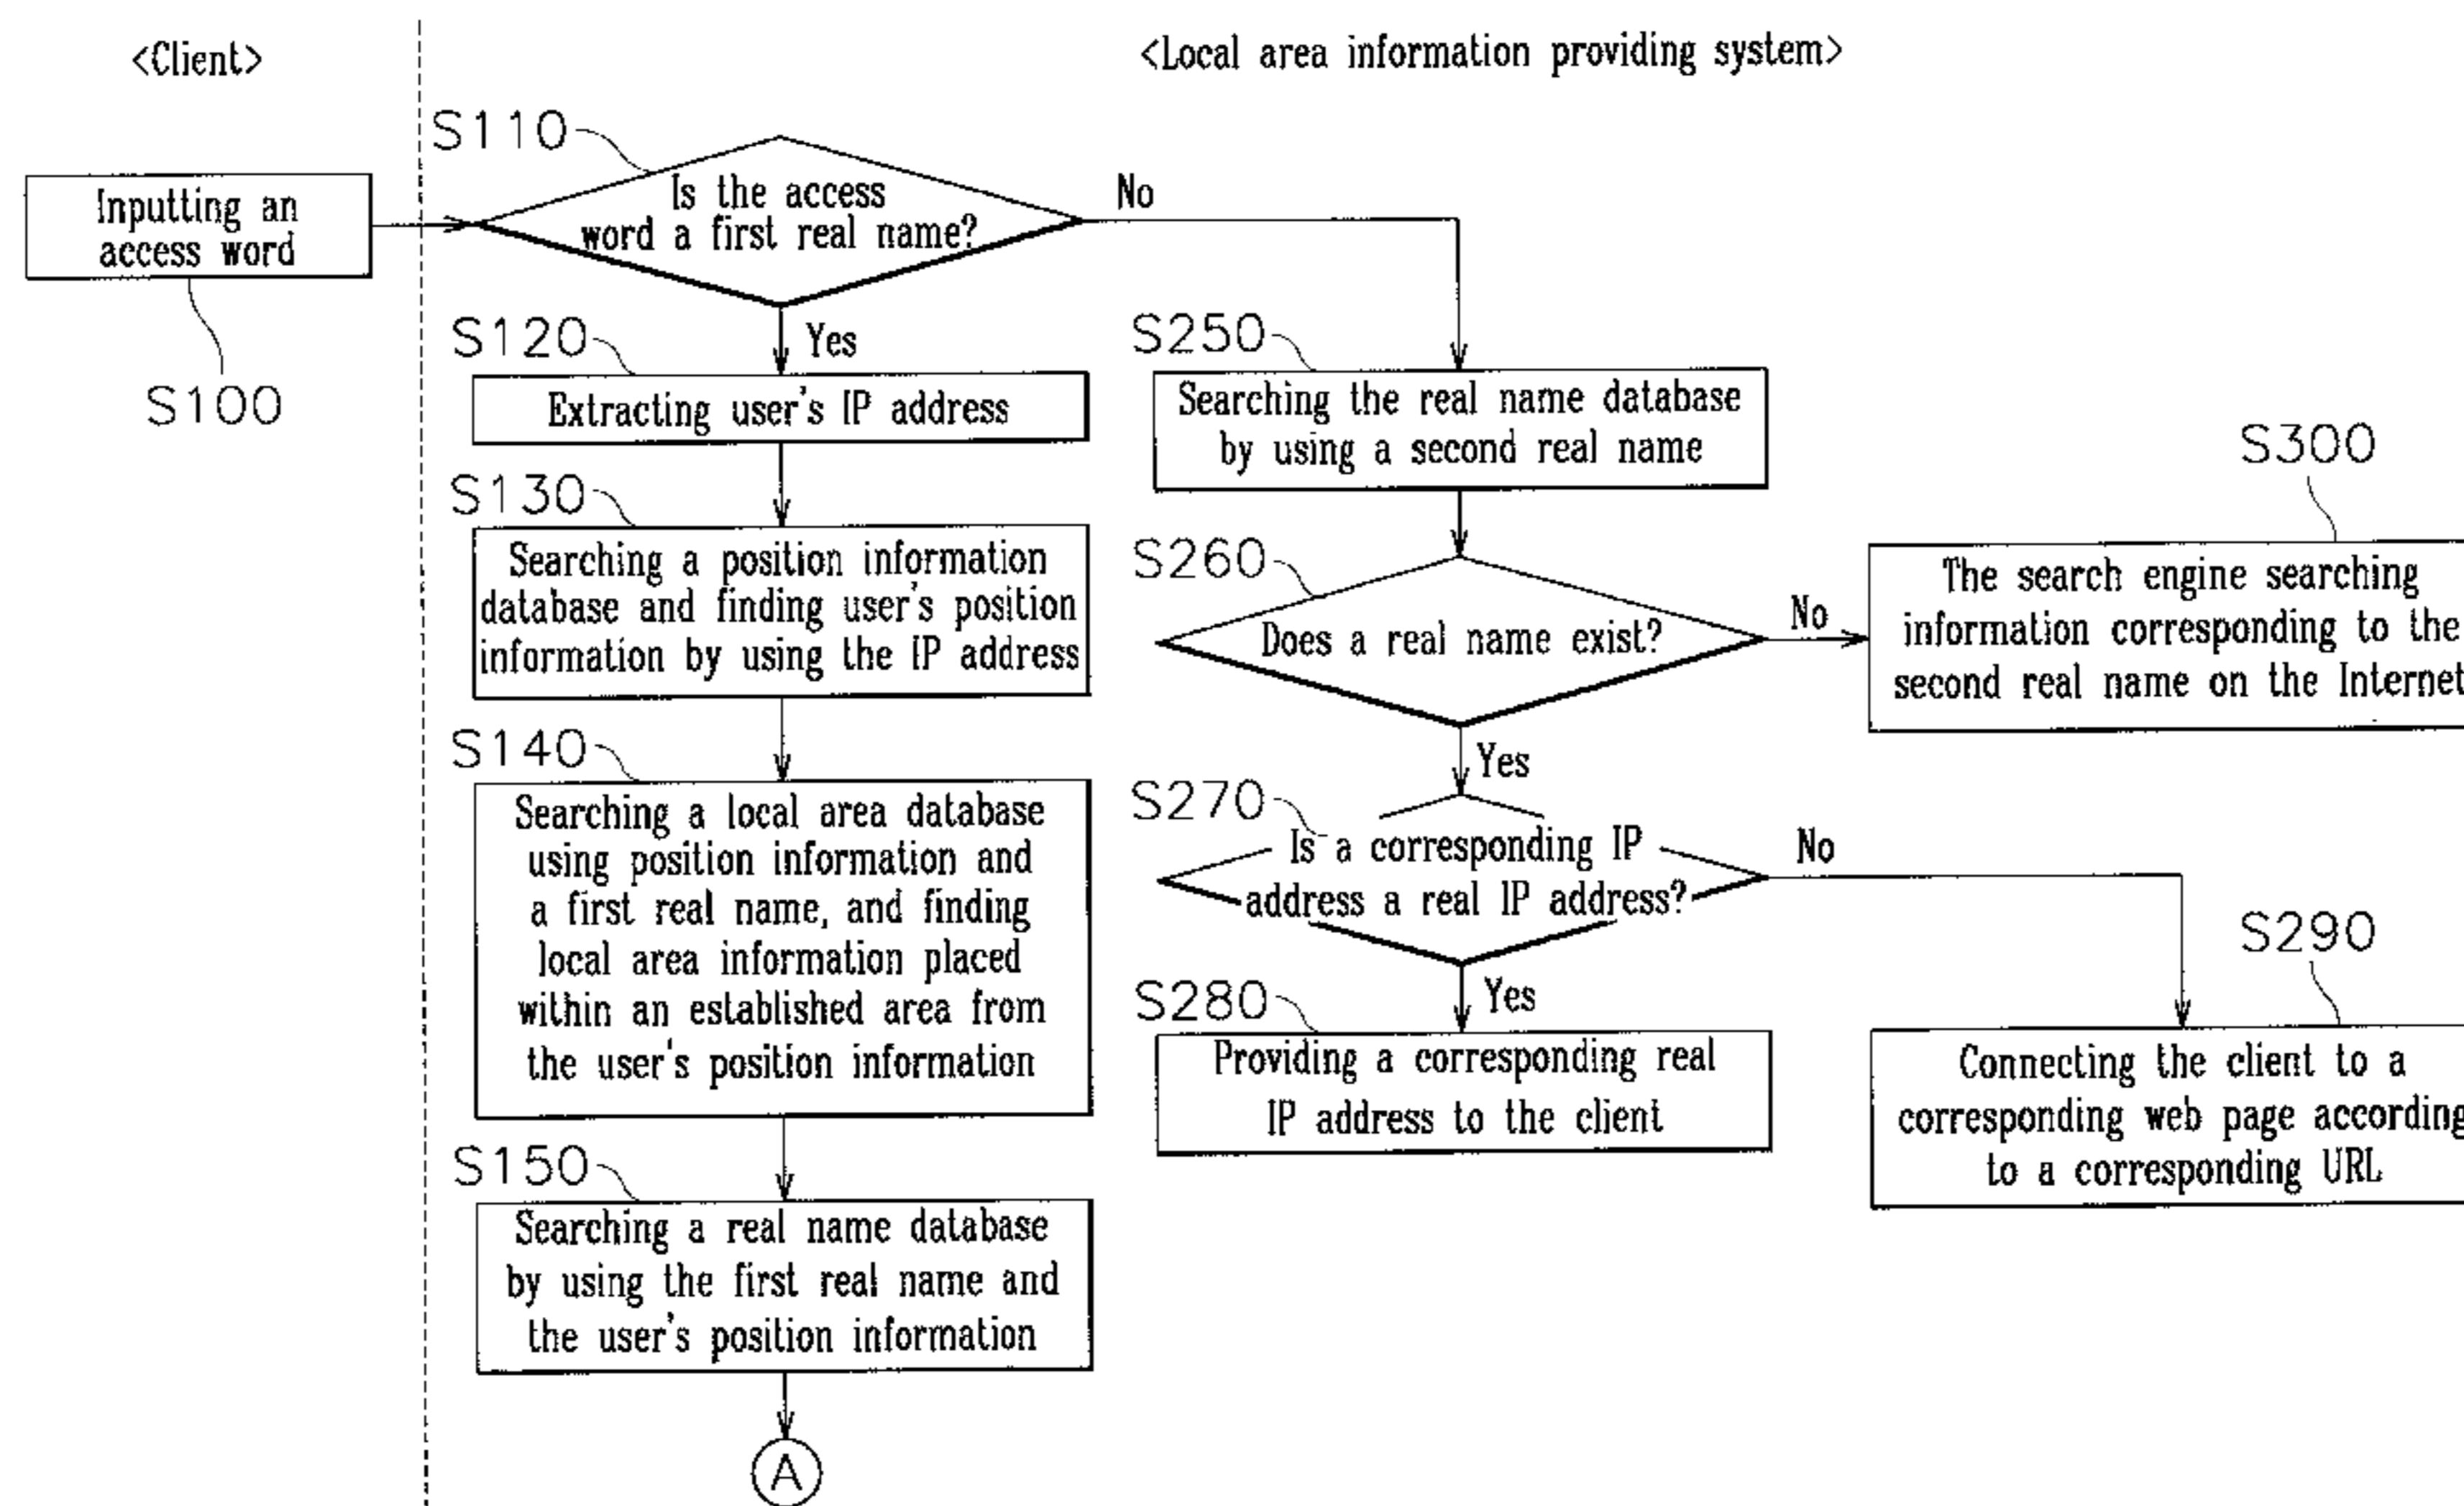 <Client>
<Local area information providing system>
S110
Inputting an
access word
S100
Is the access
word a first real name?
No
Yes
S120
Extracting user's IP address
S130
Searching a position information
database and finding user's position
information by using the IP address
S140
Searching a local area database
using position information and
a first real name, and finding
local area information placed
within an established area from
the user's position information
S150
Searching a real name database
by using the first real name and
the user's position information
A
S250
Searching the real name database
by using a second real name
S260
Does a real name exist?
No
Yes
S300
The search engine searching
information corresponding to the
second real name on the Internet
S270
Is a corresponding IP
address a real IP address?
No
Yes
S280
Providing a corresponding real
IP address to the client
S290
Connecting the client to a
corresponding web page according
to a corresponding URL